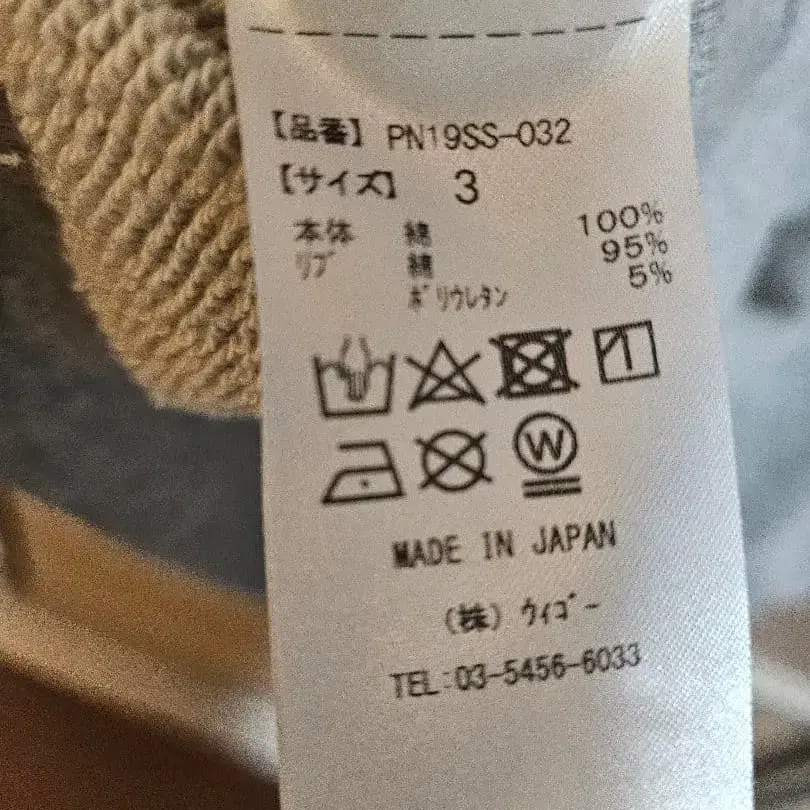 【品番】 PN19SS-032
【サイズ】 3
本体 綿 100%
リブ 綿 95%
ポリウレタン 5%
W
MADE IN JAPAN
(株) ウィゴー
TEL:03-5456-6033